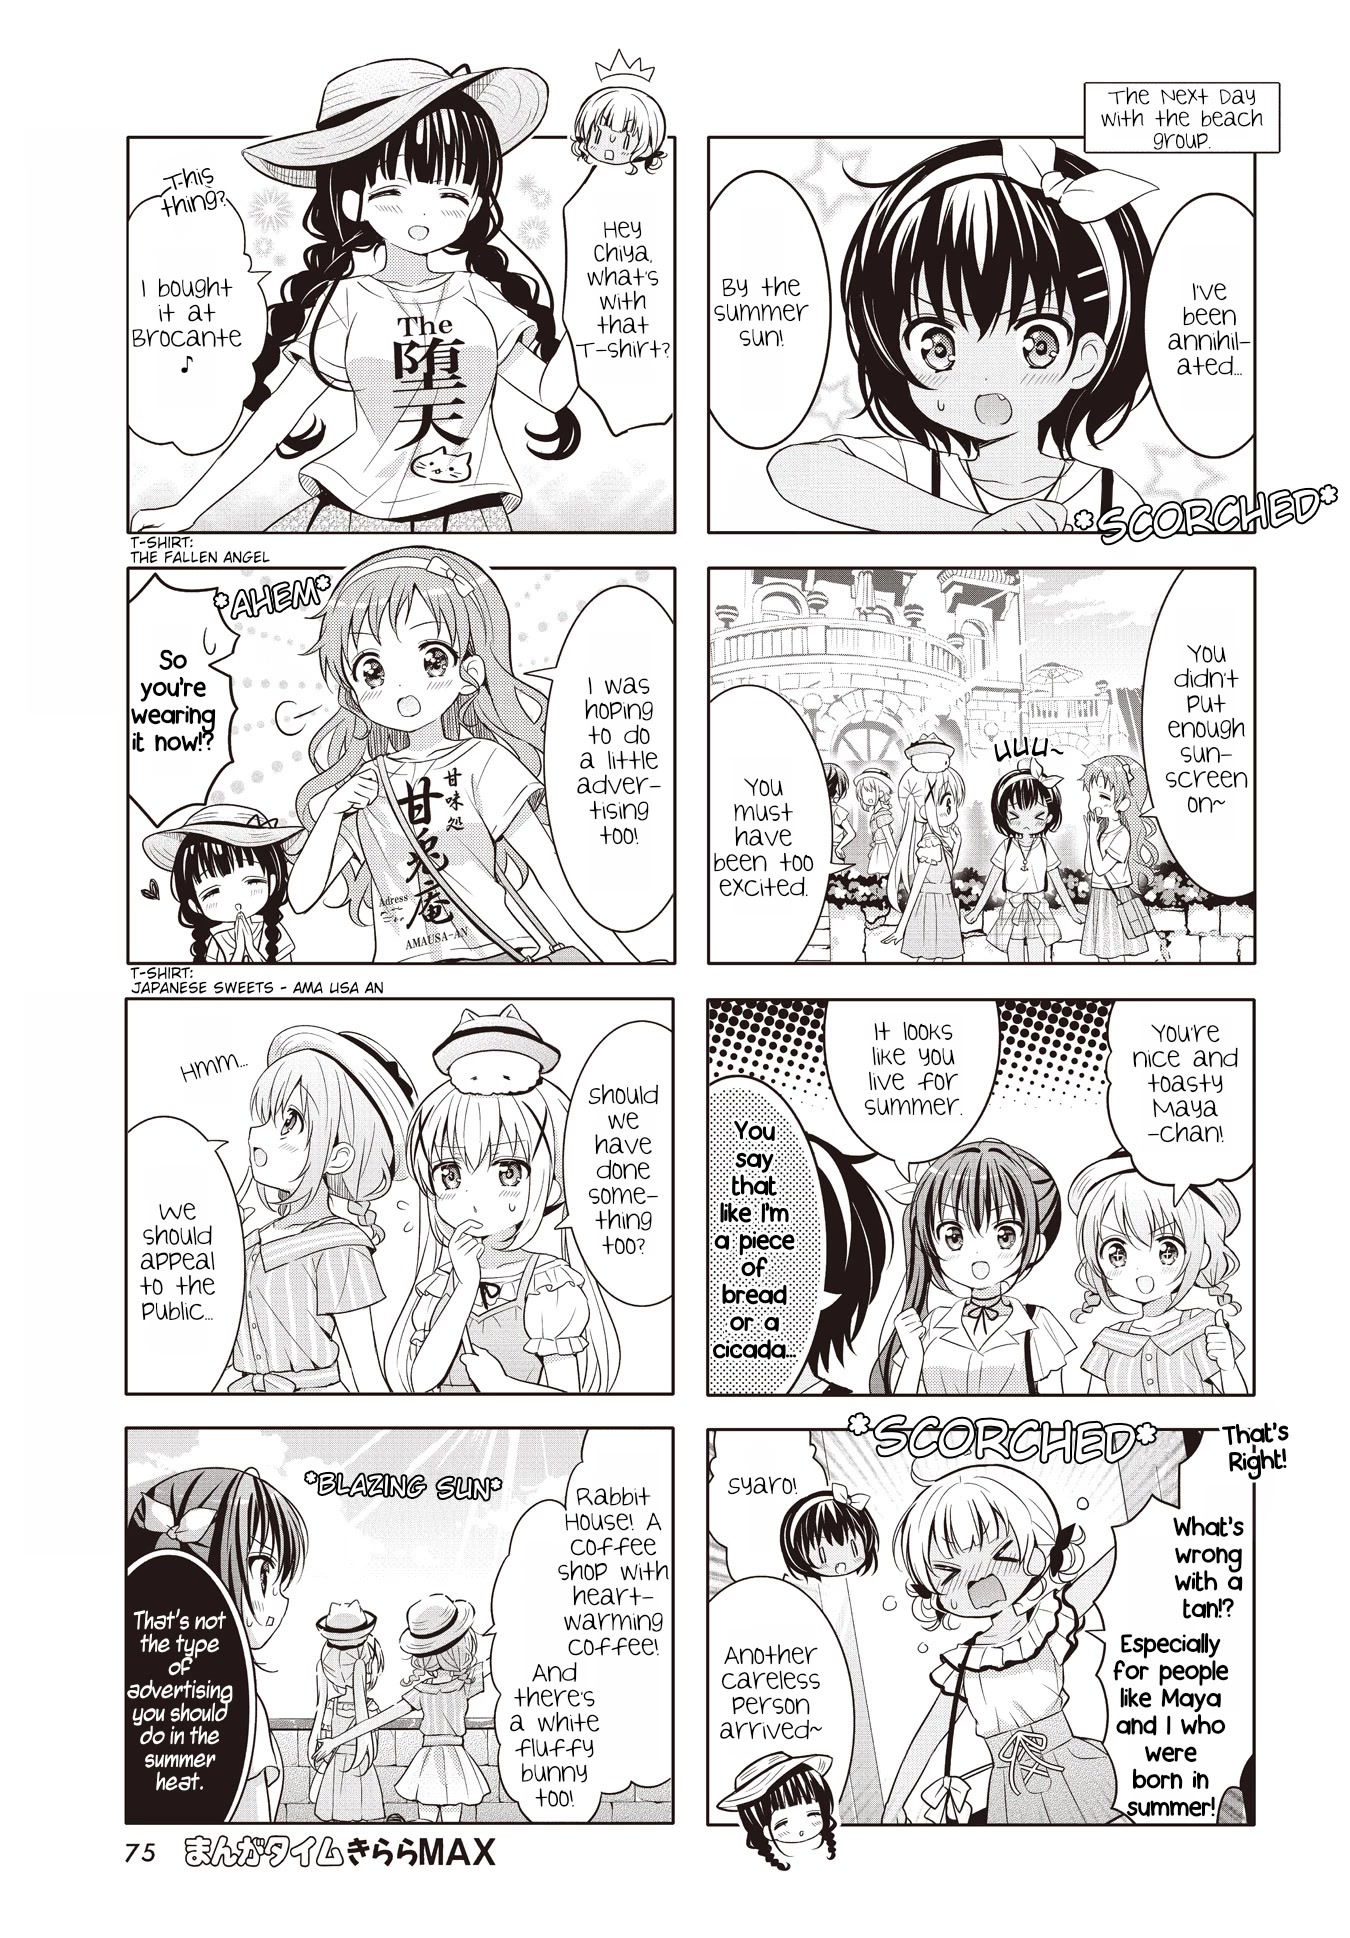 The Next Day
with the beach
group.
I've
been
annihil-
ated...
By the
summer
sun!
*SCORCHED*
You
didn't
put
enough
sun-
screen
on~
UUU~
You
must
have
been too
excited.
You're
nice and
toasty
Maya
-chan!
It looks
like you
live for
summer.
You
say
that
like I'm
a piece
of
bread
or a
cicada...
*SCORCHED*
That's
Right!
What's
wrong
with a
tan!?
Especially
for people
like Maya
and I who
were
born in
summer!
Syaro!
Another
careless
person
arrived~
Hey
Chiya,
what's
with
that
T-shirt?
This
thing?
I bought
it at
Brocante
♪
The
堕天
T-SHIRT:
THE FALLEN ANGEL
I was
hoping
to do
a little
adver-
tising
too!
*AHEM*
So
you're
wearing
it now!?
甘味処
甘兎庵
Adress
AMAUSA-AN
T-SHIRT:
JAPANESE SWEETS - AMA USA AN
Should
we
have
done
some-
thing
too?
Hmm...
We
should
appeal
to the
public...
Rabbit
House! A
coffee
shop with
heart-
warming
coffee!
And
there's
a white
fluffy
bunny
too!
*BLAZING SUN*
That's not
the type
of
advertising
you should
do in the
summer
heat.
75 まんがタイムきららMAX